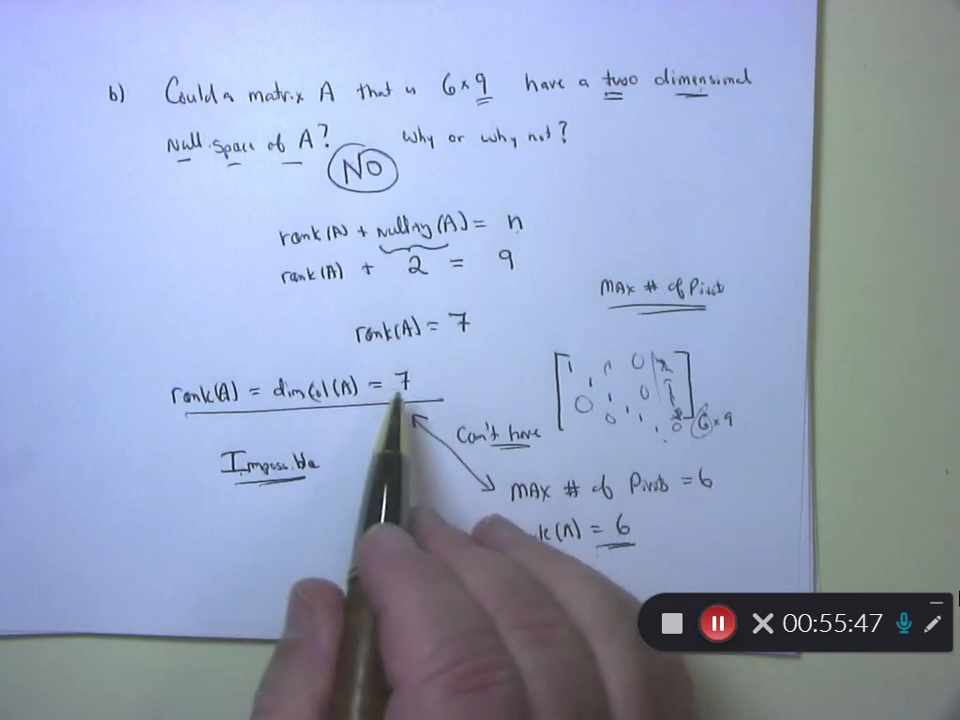 b) Could a matrix A that is 6×9 have a two dimensional
Null space of A? Why or why not?
NO
rank(A) + Nullity(A) = n
rank(A) + 2 = 9
MAX # of Pivot
rank(A) = 7
rank(A) = dim Col(A) = 7
6×9
Can't have
Impossible
MAX # of Pivots = 6
k(A) = 6
00:55:47